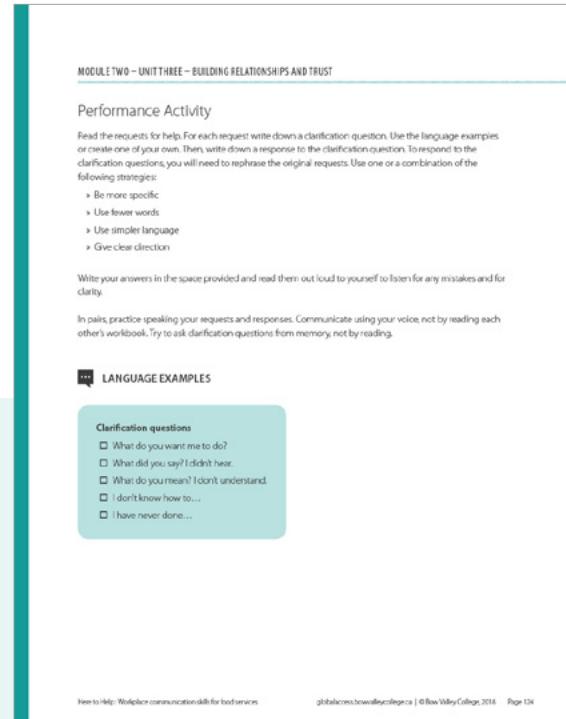 MODULE TWO – UNIT THREE – BUILDING RELATIONSHIPS AND TRUST
Performance Activity
Read the requests for help. For each request write down a clarification question. Use the language examples
or create one of your own. Then, write down a response to the clarification question. To respond to the
clarification questions, you will need to rephrase the original requests. Use one or a combination of the
following strategies:
» Be more specific
» Use fewer words
» Use simpler language
» Give clear direction
Write your answers in the space provided and read them out loud to yourself to listen for any mistakes and for
clarity.
In pairs, practice speaking your requests and responses. Communicate using your voice, not by reading each
other's workbook. Try to ask clarification questions from memory, not by reading.
LANGUAGE EXAMPLES
Clarification questions
☐ What do you want me to do?
☐ What did you say? I didn't hear.
☐ What do you mean? I don't understand.
☐ I don't know how to…
☐ I have never done…
Here to Help: Workplace communication skills for food services globalaccess.bowvalleycollege.ca | © Bow Valley College, 2018 Page 124